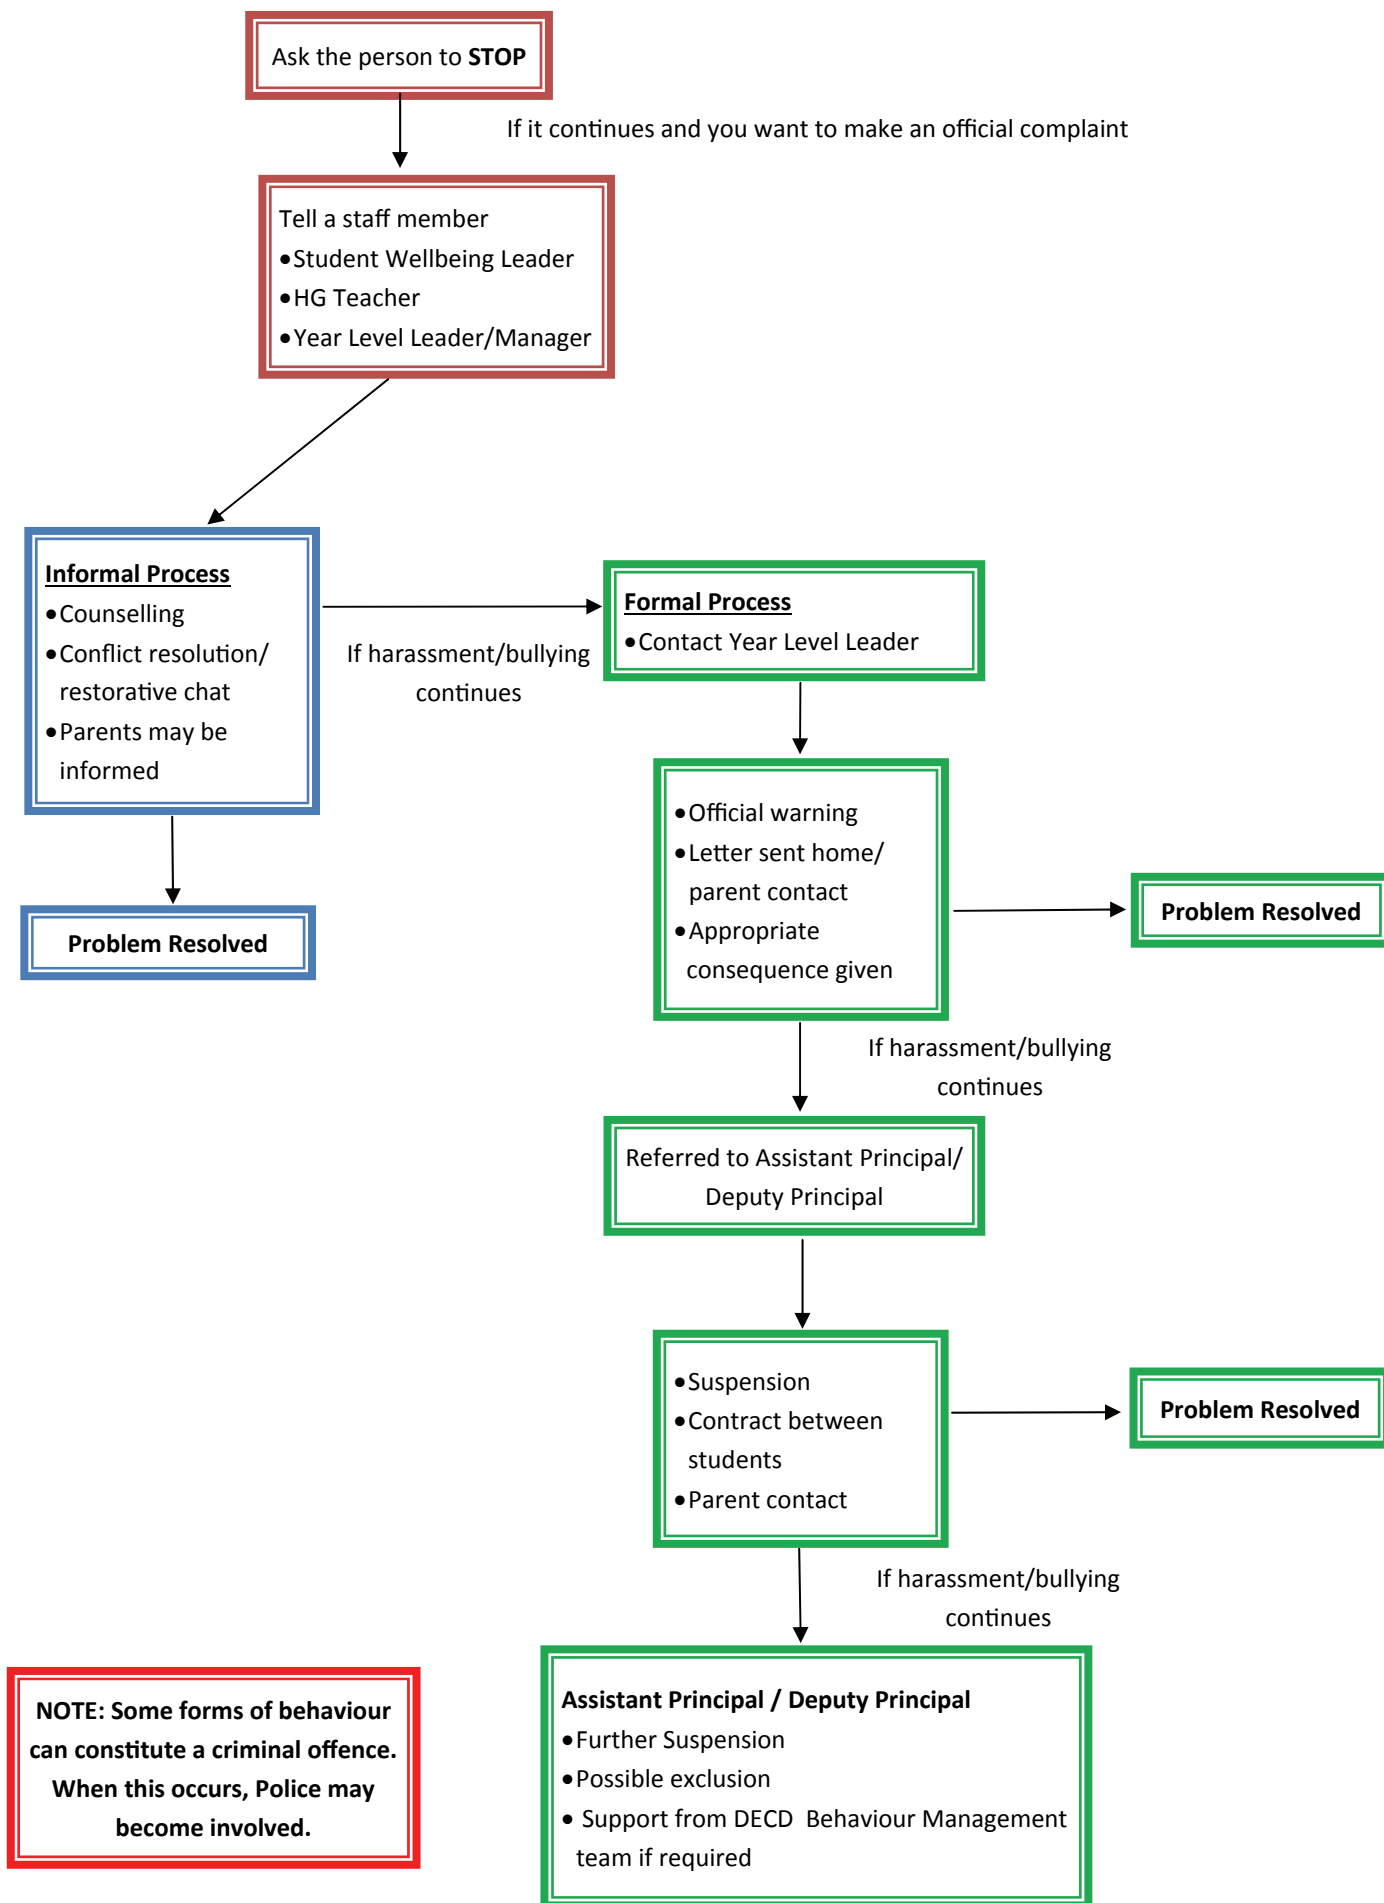 Ask the person to STOP
If it continues and you want to make an official complaint
Tell a staff member
•Student Wellbeing Leader
•HG Teacher
•Year Level Leader/Manager
Informal Process
•Counselling
•Conflict resolution/
restorative chat
•Parents may be
informed
If harassment/bullying
continues
Formal Process
•Contact Year Level Leader
Problem Resolved
•Official warning
•Letter sent home/
parent contact
•Appropriate
consequence given
Problem Resolved
If harassment/bullying
continues
Referred to Assistant Principal/
Deputy Principal
•Suspension
•Contract between
students
•Parent contact
Problem Resolved
If harassment/bullying
continues
Assistant Principal / Deputy Principal
•Further Suspension
•Possible exclusion
• Support from DECD Behaviour Management
team if required
NOTE: Some forms of behaviour
can constitute a criminal offence.
When this occurs, Police may
become involved.